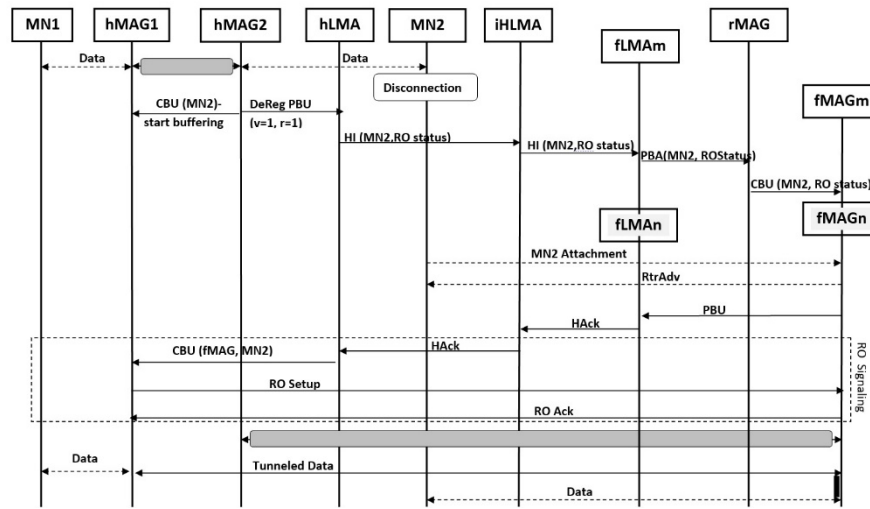 MN1
hMAG1
hMAG2
hLMA
MN2
iHLMA
fLMAm
rMAG
fMAGm
Data
Data
Disconnection
CBU (MN2)-
start buffering
DeReg PBU
(v=1, r=1)
HI (MN2,RO status)
HI (MN2,RO status)
PBA(MN2, ROStatus)
CBU (MN2, RO status)
fLMAn
fMAGn
MN2 Attachment
RtrAdv
PBU
HAck
HAck
CBU (fMAG, MN2)
RO Setup
RO Ack
RO Signaling
Data
Tunneled Data
Data